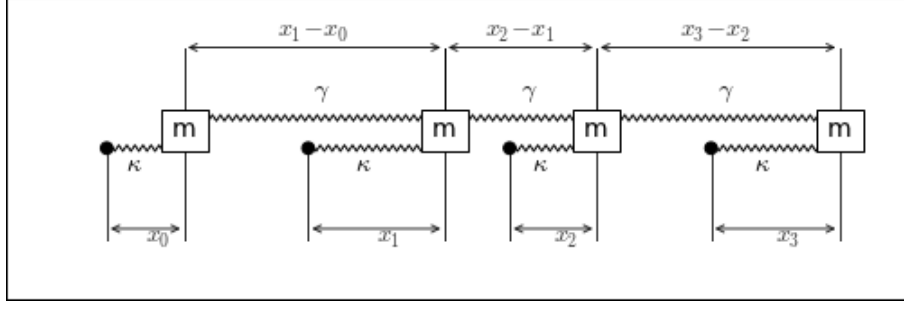 x₁−x₀ x₂−x₁ x₃−x₂
γ γ γ
m m m m
κ κ κ κ
x₀ x₁ x₂ x₃